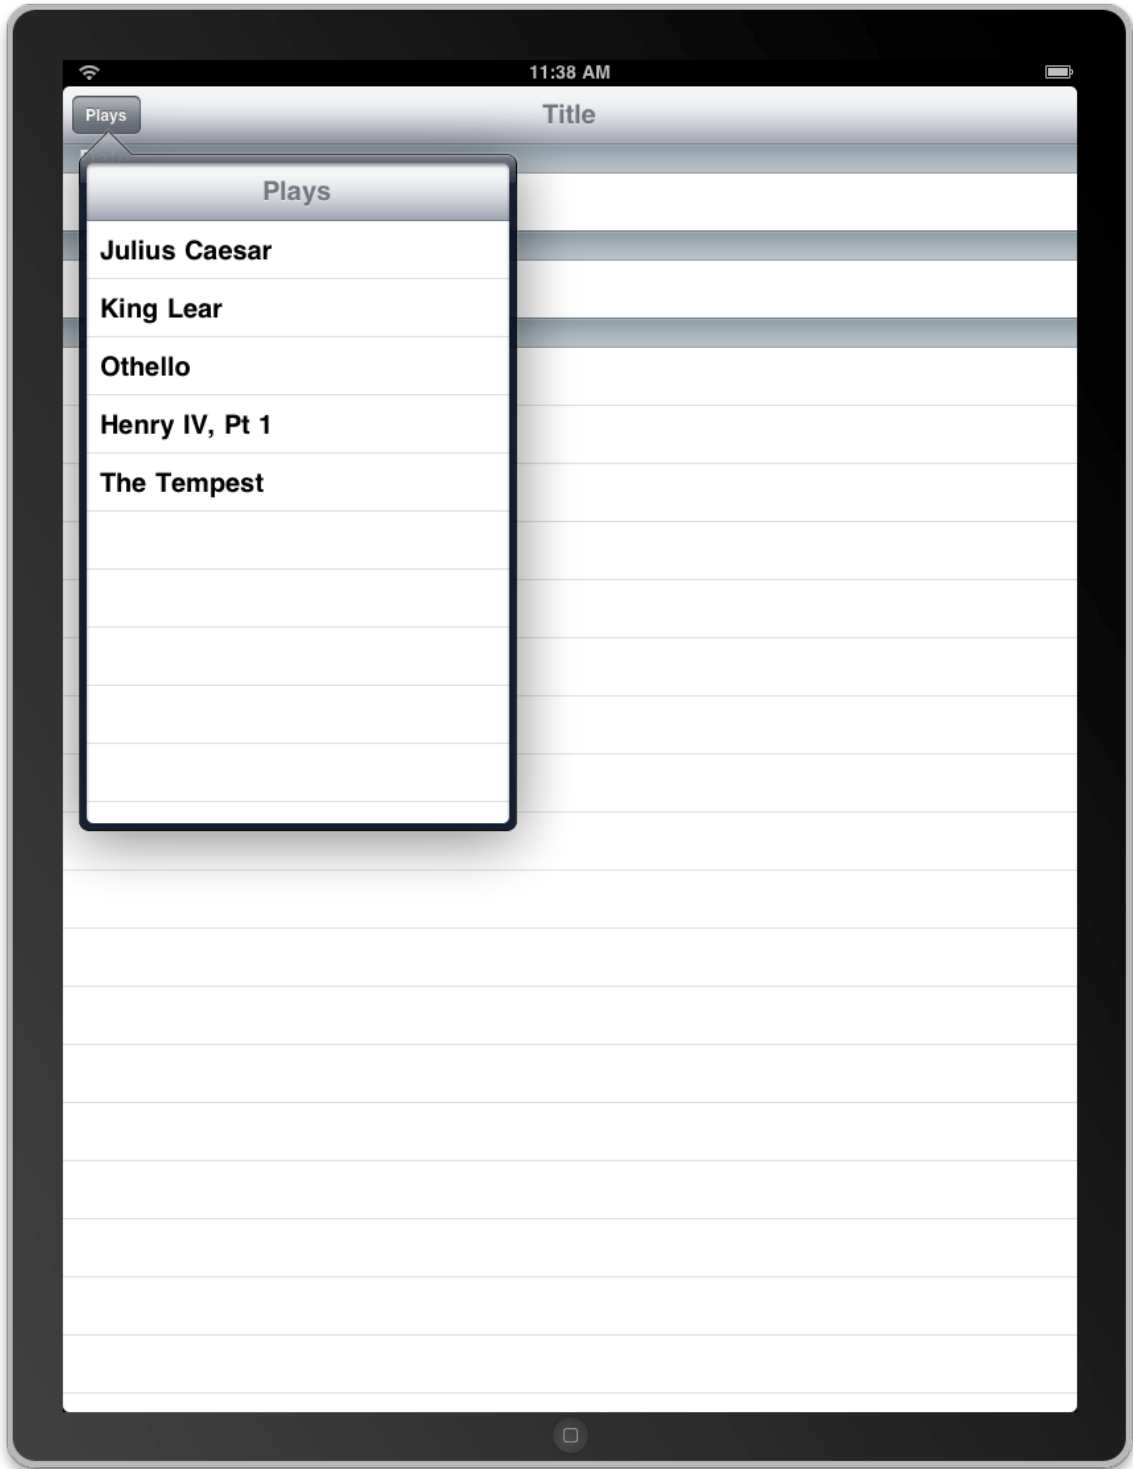 11:38 AM
Plays
Title
Plays
Julius Caesar
King Lear
Othello
Henry IV, Pt 1
The Tempest